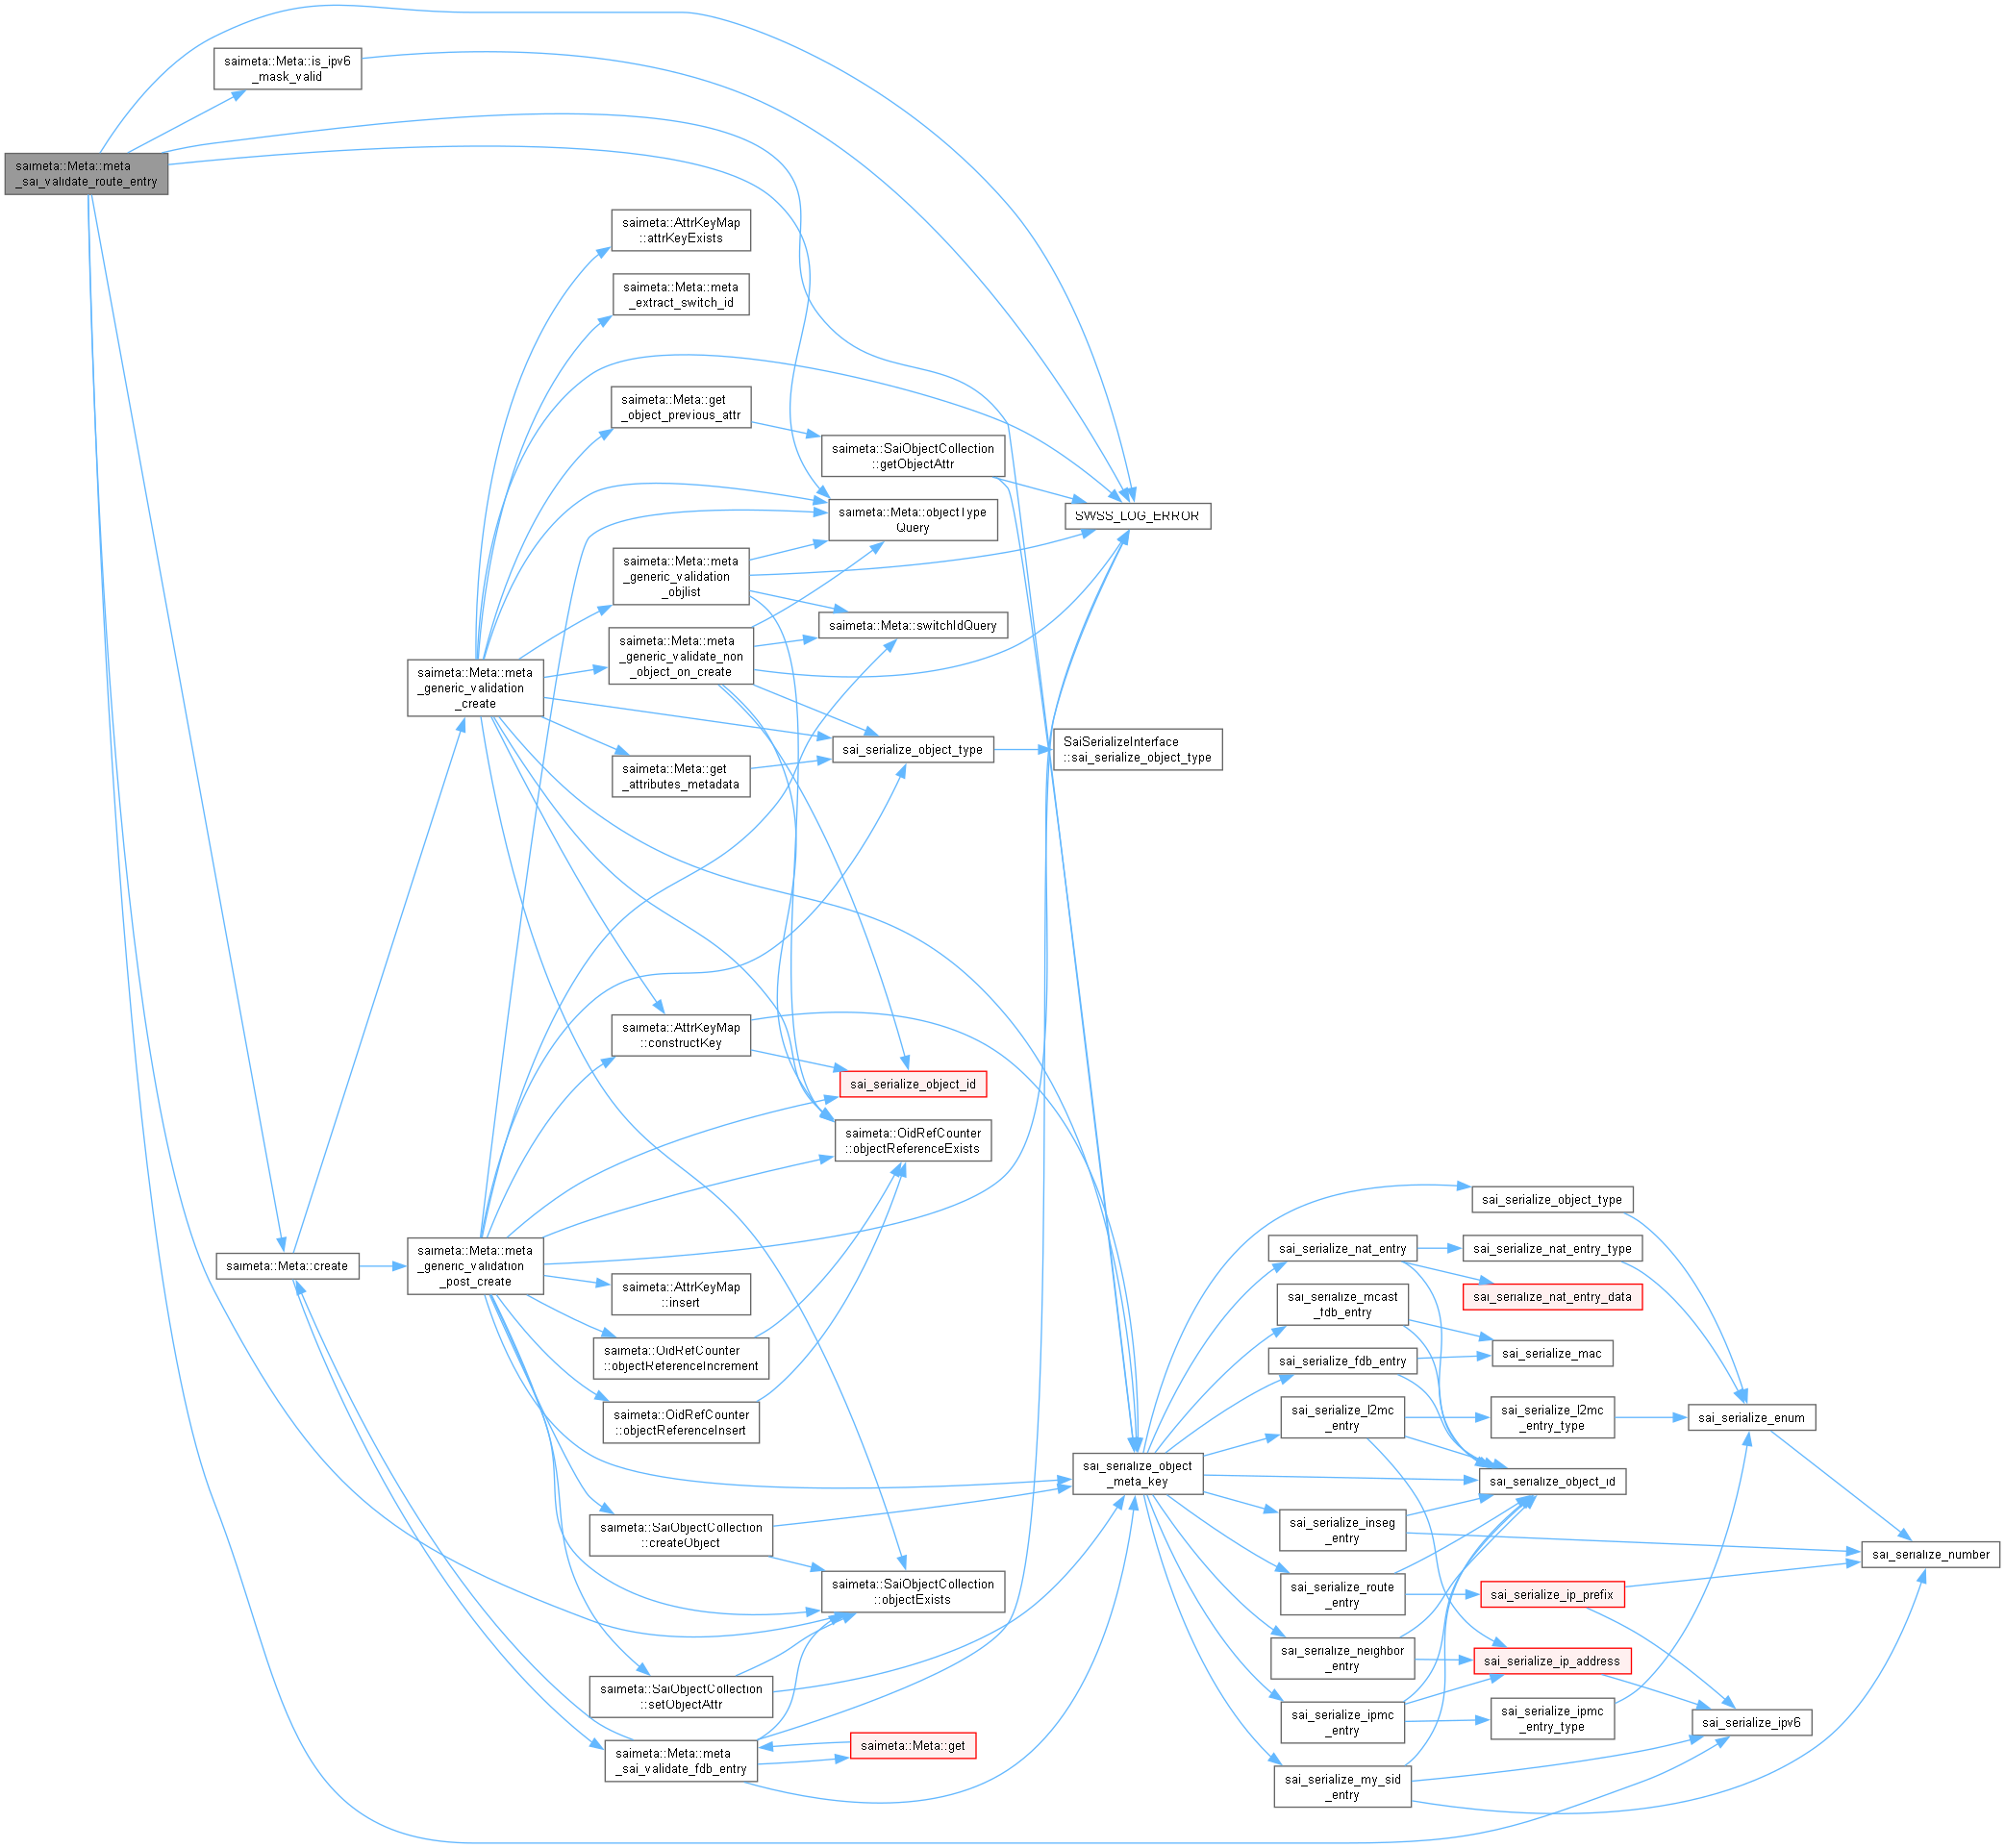 saimeta::Meta::meta
_sai_validate_route_entry
saimeta::Meta::is_ipv6
_mask_valid
saimeta::Meta::create
saimeta::Meta::meta
_generic_validation
_create
saimeta::Meta::meta
_generic_validation
_post_create
saimeta::AttrKeyMap
::attrKeyExists
saimeta::Meta::meta
_extract_switch_id
saimeta::Meta::get
_object_previous_attr
saimeta::Meta::meta
_generic_validation
_objlist
saimeta::Meta::meta
_generic_validate_non
_object_on_create
saimeta::Meta::get
_attributes_metadata
saimeta::AttrKeyMap
::constructKey
saimeta::AttrKeyMap
::insert
saimeta::OidRefCounter
::objectReferenceIncrement
saimeta::OidRefCounter
::objectReferenceInsert
saimeta::SaiObjectCollection
::createObject
saimeta::SaiObjectCollection
::setObjectAttr
saimeta::Meta::meta
_sai_validate_fdb_entry
saimeta::SaiObjectCollection
::getObjectAttr
saimeta::Meta::objectType
Query
saimeta::Meta::switchIdQuery
sai_serialize_object_type
sai_serialize_object_id
saimeta::OidRefCounter
::objectReferenceExists
saimeta::SaiObjectCollection
::objectExists
saimeta::Meta::get
SWSS_LOG_ERROR
SaiSerializeInterface
::sai_serialize_object_type
sai_serialize_object
_meta_key
sai_serialize_nat_entry
sai_serialize_mcast
_fdb_entry
sai_serialize_fdb_entry
sai_serialize_l2mc
_entry
sai_serialize_inseg
_entry
sai_serialize_route
_entry
sai_serialize_neighbor
_entry
sai_serialize_ipmc
_entry
sai_serialize_my_sid
_entry
sai_serialize_object_type
sai_serialize_nat_entry_type
sai_serialize_nat_entry_data
sai_serialize_mac
sai_serialize_l2mc
_entry_type
sai_serialize_object_id
sai_serialize_ip_prefix
sai_serialize_ip_address
sai_serialize_ipmc
_entry_type
sai_serialize_enum
sai_serialize_ipv6
sai_serialize_number